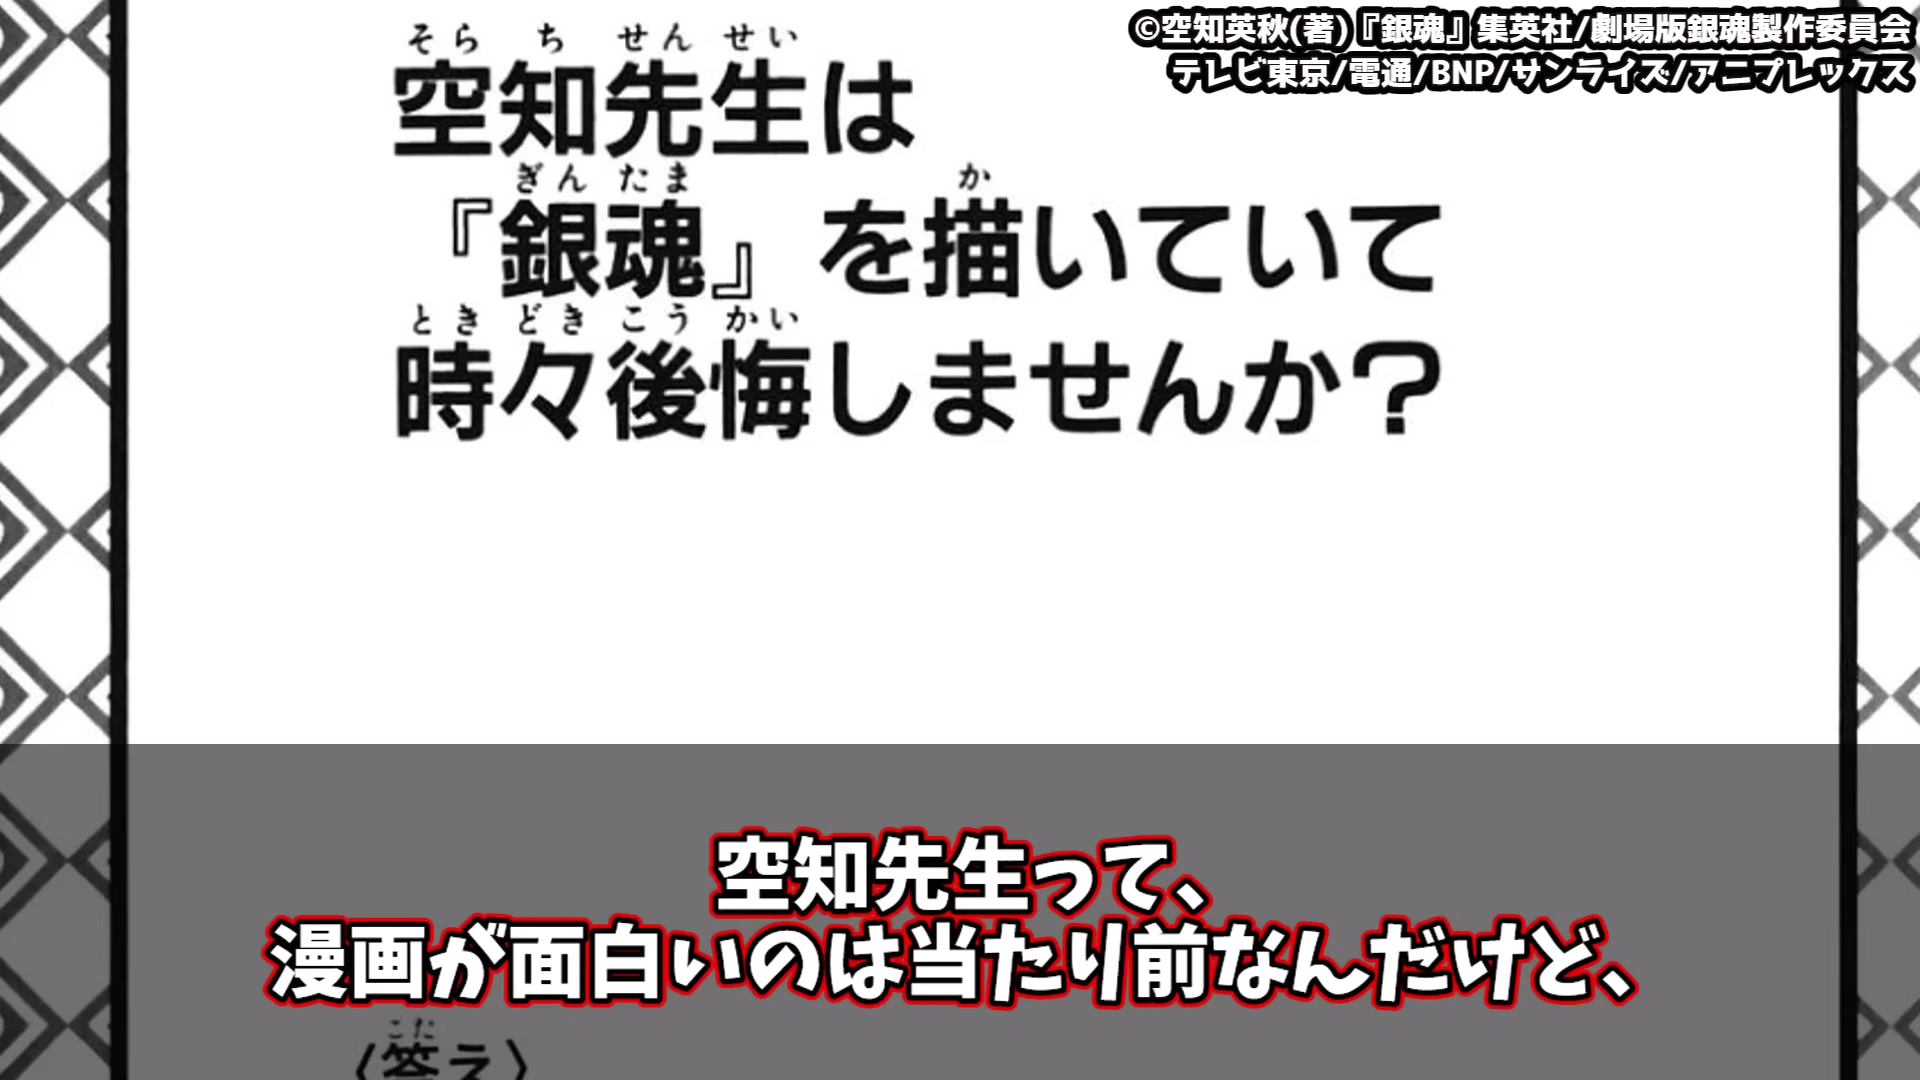 ©空知英秋(著)『銀魂』集英社/劇場版銀魂製作委員会
テレビ東京/電通/BNP/サンライズ/アニプレックス
そらちせんせい
空知先生は
ぎんたま か
『銀魂』を描いていて
ときどきこうかい
時々後悔しませんか?
空知先生って、
漫画が面白いのは当たり前なんだけど、
こた
〈答え〉